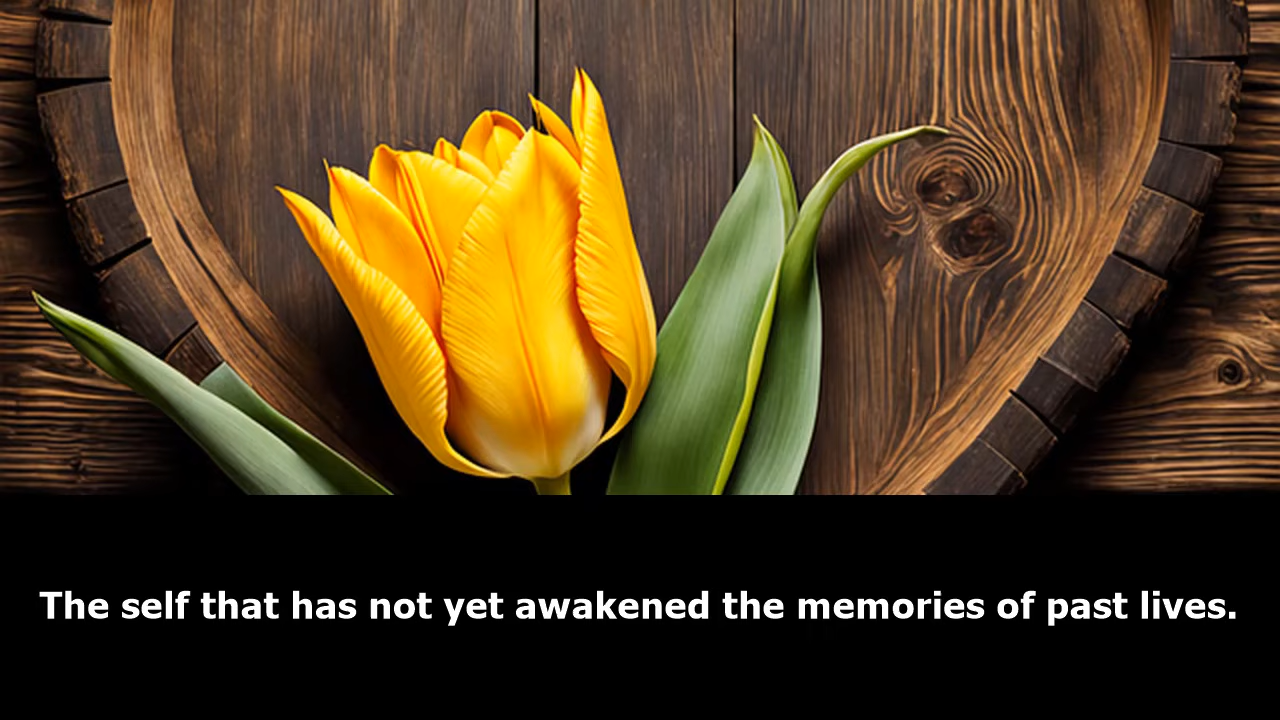 The self that has not yet awakened the memories of past lives.